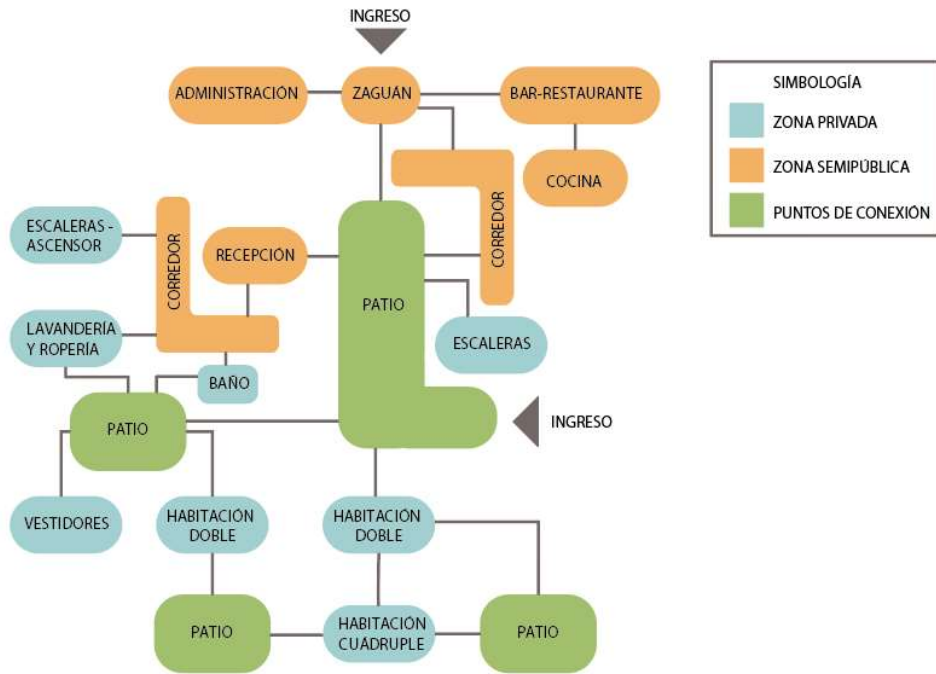 INGRESO
ADMINISTRACIÓN
ZAGUÁN
BAR-RESTAURANTE
COCINA
SIMBOLOGÍA
ZONA PRIVADA
ZONA SEMIPÚBLICA
PUNTOS DE CONEXIÓN
ESCALERAS -
ASCENSOR
CORREDOR
RECEPCIÓN
PATIO
CORREDOR
LAVANDERÍA
Y ROPERÍA
BAÑO
ESCALERAS
PATIO
INGRESO
VESTIDORES
HABITACIÓN
DOBLE
HABITACIÓN
DOBLE
PATIO
HABITACIÓN
CUÁDRUPLE
PATIO